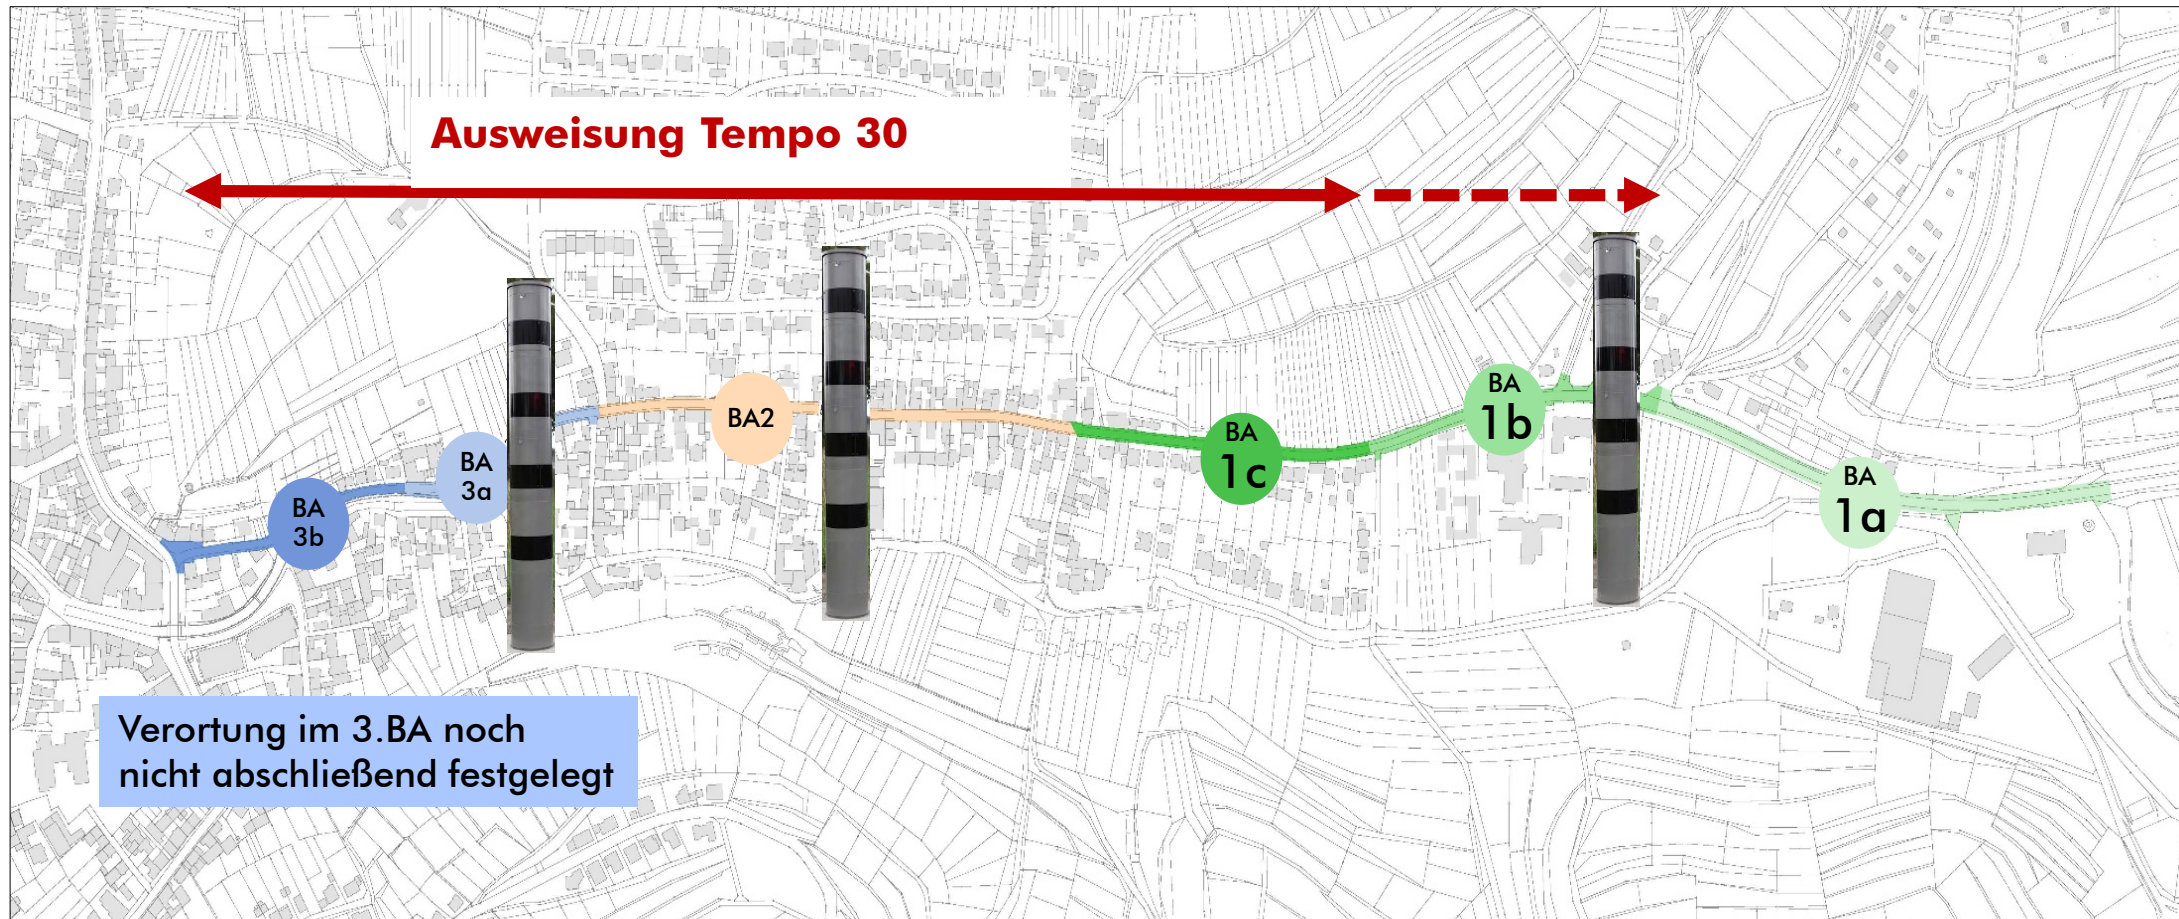 Ausweisung Tempo 30
BA
3b
BA
3a
BA2
BA
1c
BA
1b
BA
1a
Verortung im 3.BA noch
nicht abschließend festgelegt